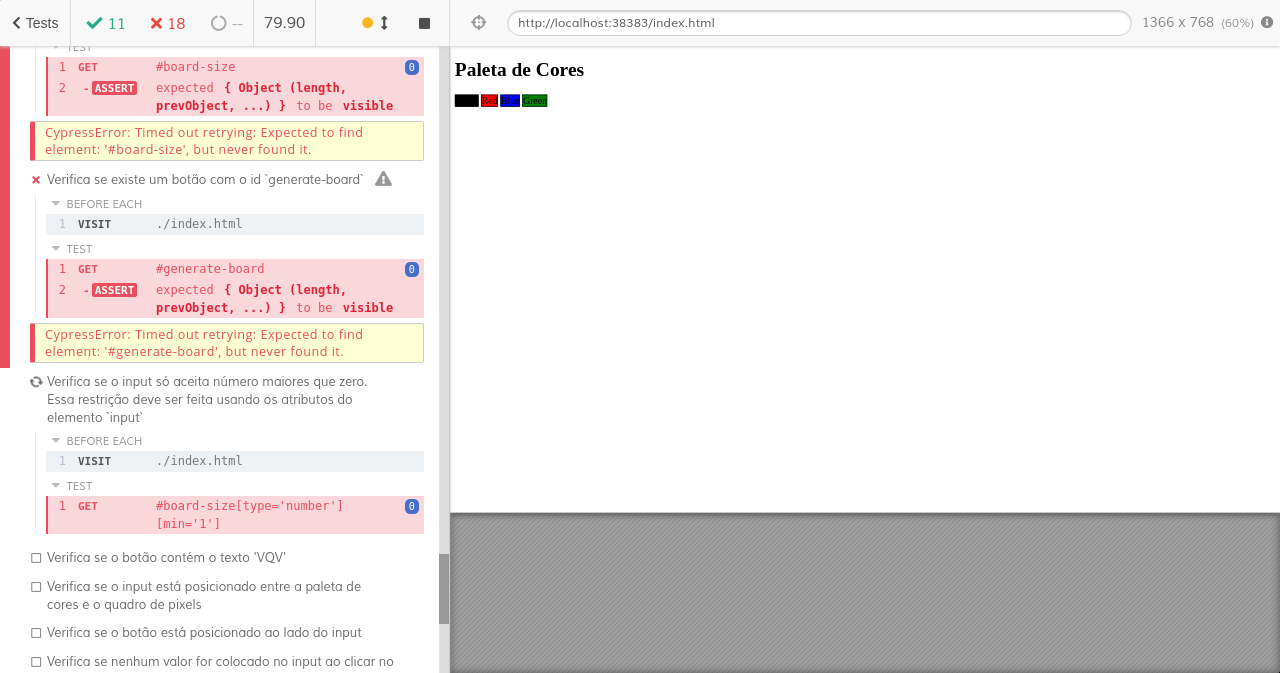 Tests
11
18
--
79.90
http://localhost:38383/index.html
1366 x 768 (60%)
TEST
1 GET #board-size 0
2 -ASSERT expected { Object (length,
prevObject, ...) } to be visible
CypressError: Timed out retrying: Expected to find
element: '#board-size', but never found it.
Verifica se existe um botão com o id `generate-board`
BEFORE EACH
1 VISIT ./index.html
TEST
1 GET #generate-board 0
2 -ASSERT expected { Object (length,
prevObject, ...) } to be visible
CypressError: Timed out retrying: Expected to find
element: '#generate-board', but never found it.
Verifica se o input só aceita número maiores que zero.
Essa restrição deve ser feita usando os atributos do
elemento `input`
BEFORE EACH
1 VISIT ./index.html
TEST
1 GET #board-size[type='number'] 0
[min='1']
Verifica se o botão contém o texto 'VQV'
Verifica se o input está posicionado entre a paleta de
cores e o quadro de pixels
Verifica se o botão está posicionado ao lado do input
Verifica se nenhum valor for colocado no input ao clicar no
Paleta de Cores
Red Blue Green